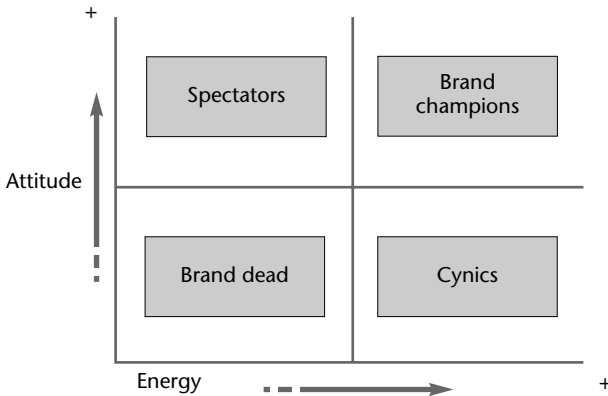 +
Spectators
Brand
champions
Attitude
Brand dead
Cynics
Energy
+